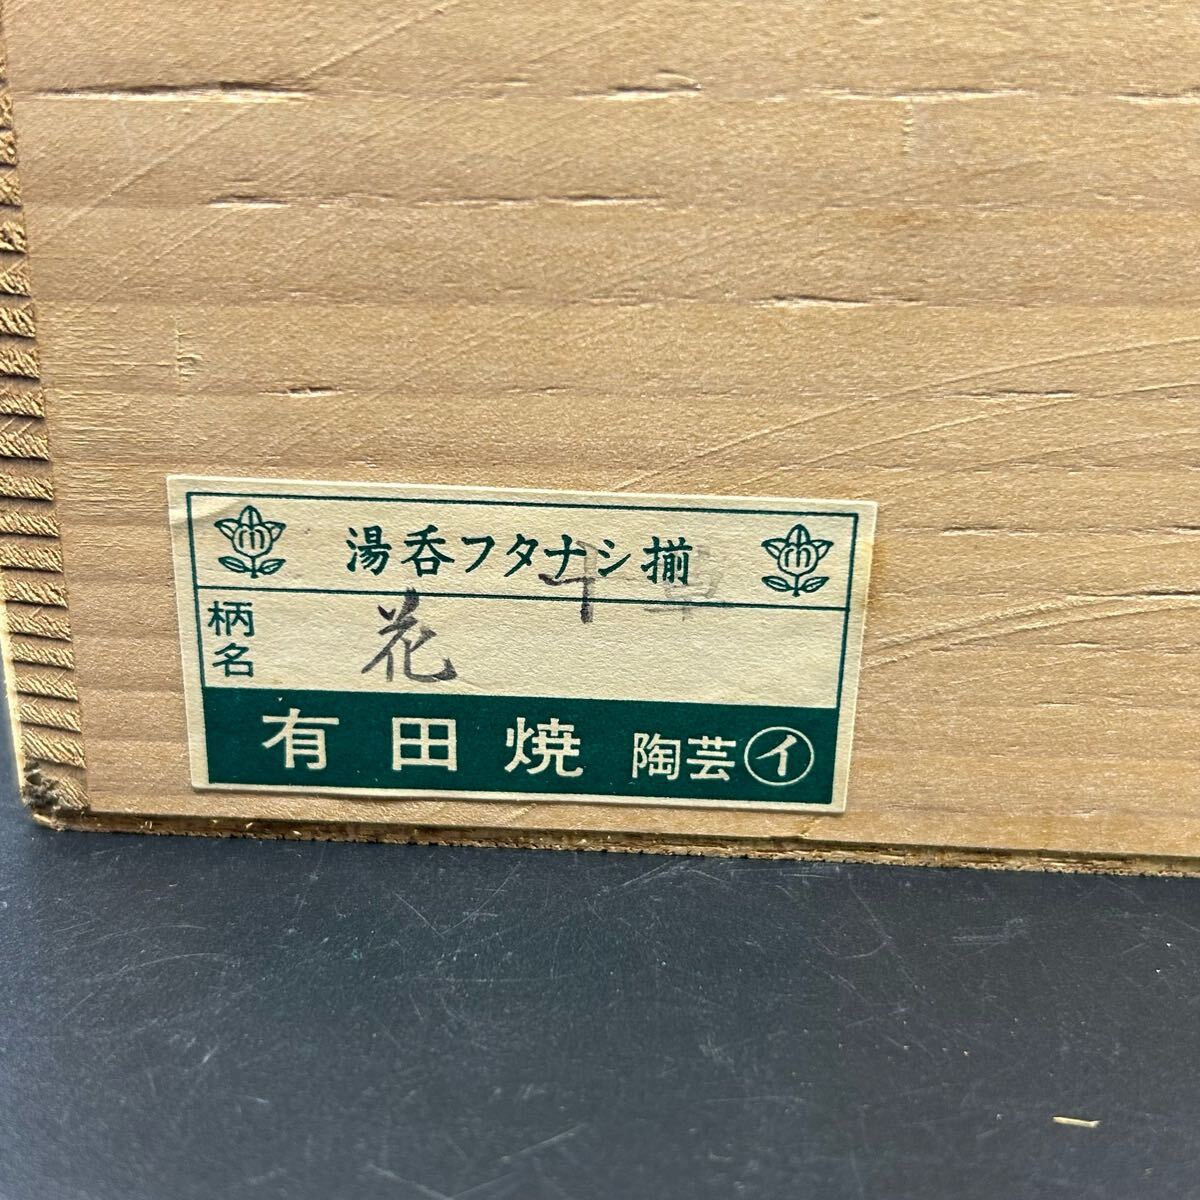 湯呑フタナシ揃
柄名
花
有田焼 陶芸㋑